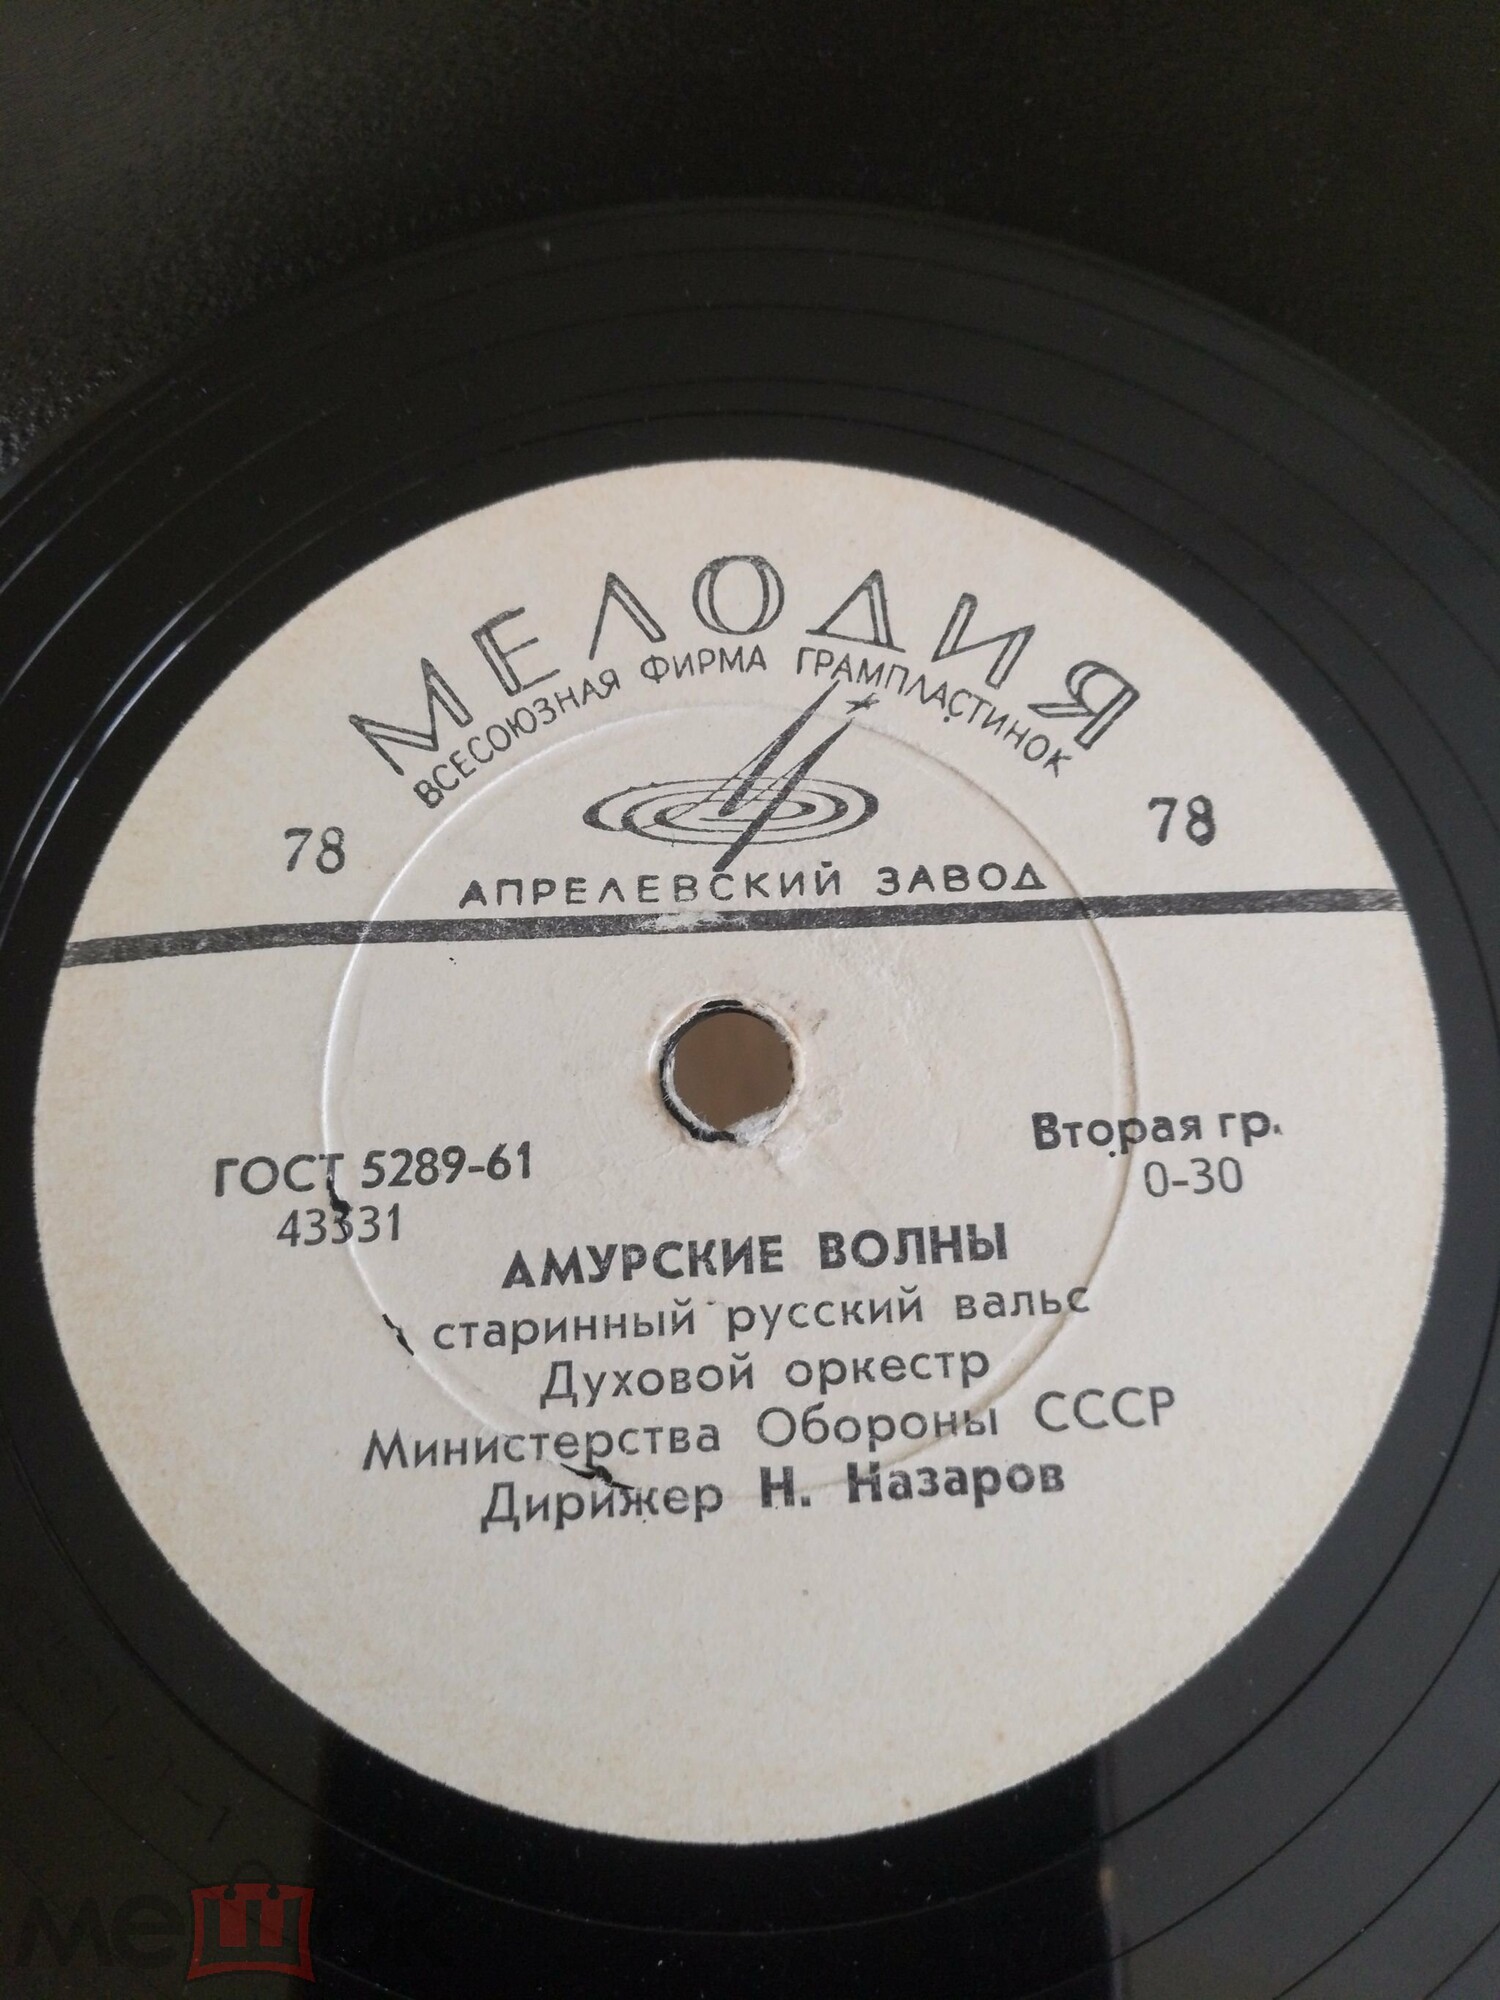 МЕЛОДИЯ
ВСЕСОЮЗНАЯ ФИРМА ГРАМПЛАСТИНОК
78 78
АПРЕЛЕВСКИЙ ЗАВОД
ГОСТ 5289-61 Вторая гр.
43331 0-30
АМУРСКИЕ ВОЛНЫ
старинный русский вальс
Духовой оркестр
Министерства Обороны СССР
Дирижер Н. Назаров
мешок